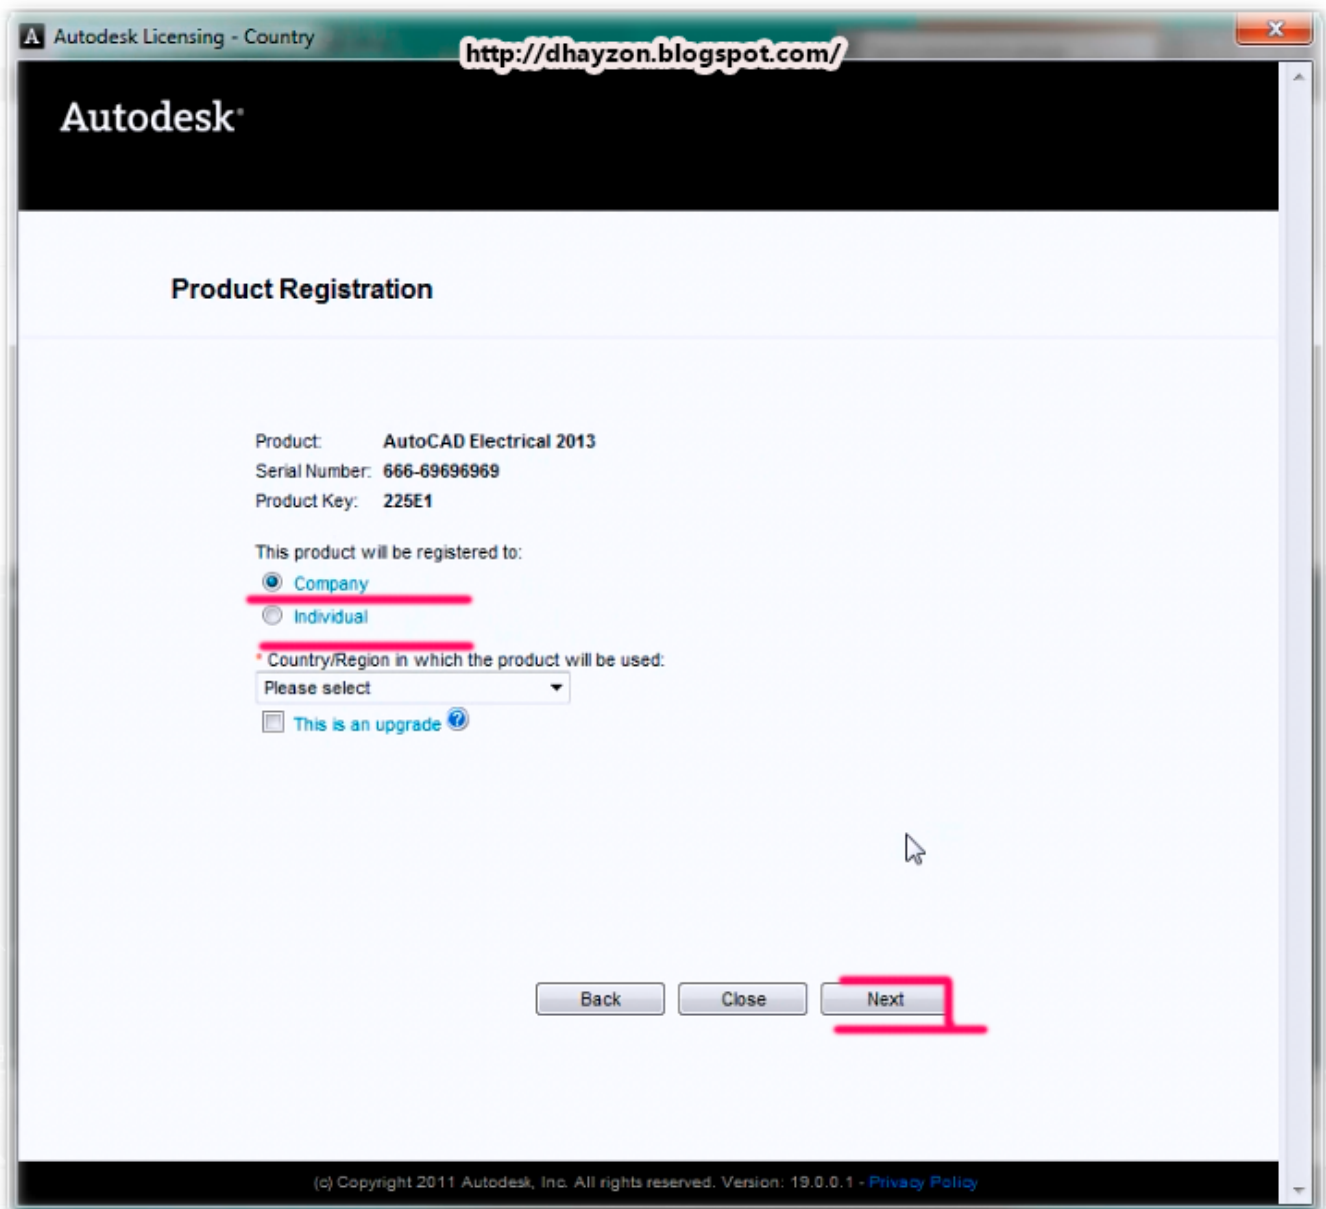 Autodesk Licensing - Country
http://dhayzon.blogspot.com/
Autodesk
Product Registration
Product: AutoCAD Electrical 2013
Serial Number: 666-69696969
Product Key: 225E1
This product will be registered to:
Company
Individual
* Country/Region in which the product will be used:
Please select
This is an upgrade ?
Back Close Next
(c) Copyright 2011 Autodesk, Inc. All rights reserved. Version: 19.0.0.1 - Privacy Policy